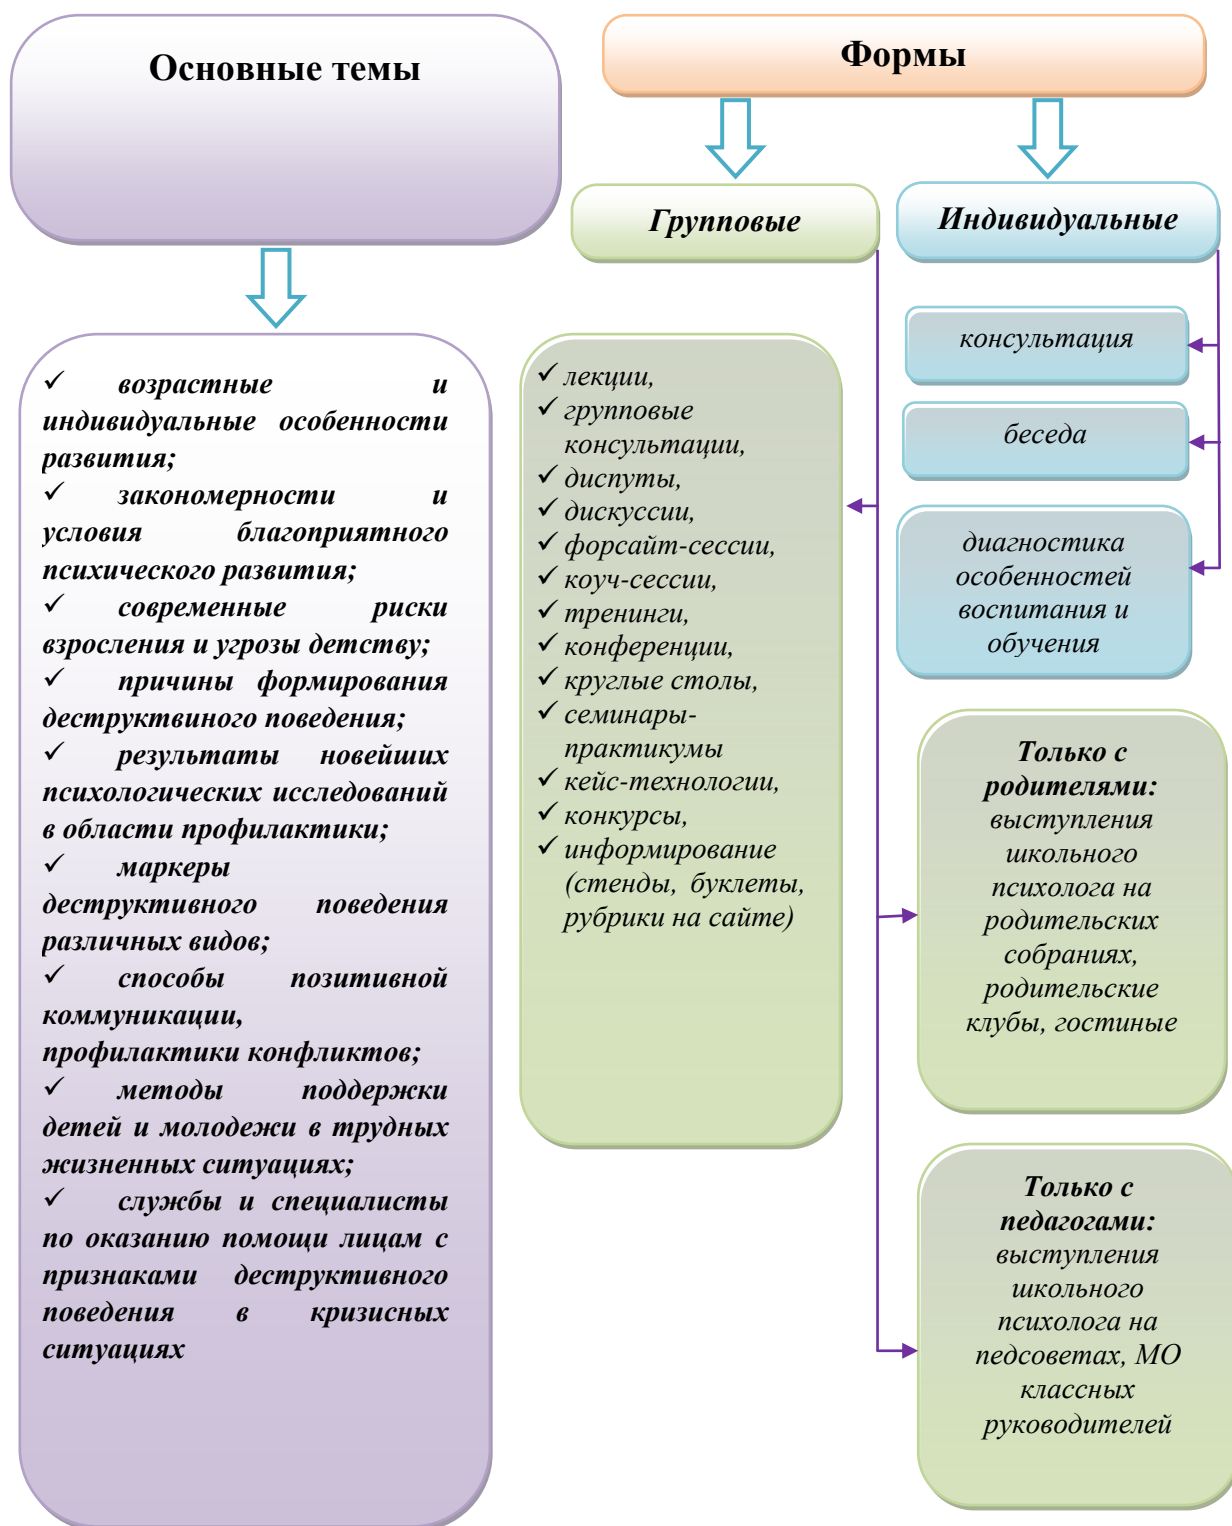 Основные темы
✓ возрастные и
индивидуальные особенности
развития;
✓ закономерности и
условия благоприятного
психического развития;
✓ современные риски
взросления и угрозы детству;
✓ причины формирования
деструктвиного поведения;
✓ результаты новейших
психологических исследований
в области профилактики;
✓ маркеры
деструктивного поведения
различных видов;
✓ способы позитивной
коммуникации,
профилактики конфликтов;
✓ методы поддержки
детей и молодежи в трудных
жизненных ситуациях;
✓ службы и специалисты
по оказанию помощи лицам с
признаками деструктивного
поведения в кризисных
ситуациях
Формы
Групповые
✓ лекции,
✓ групповые
консультации,
✓ диспуты,
✓ дискуссии,
✓ форсайт-сессии,
✓ коуч-сессии,
✓ тренинги,
✓ конференции,
✓ круглые столы,
✓ семинары-
практикумы
✓ кейс-технологии,
✓ конкурсы,
✓ информирование
(стенды, буклеты,
рубрики на сайте)
Индивидуальные
консультация
беседа
диагностика
особенностей
воспитания и
обучения
Только с
родителями:
выступления
школьного
психолога на
родительских
собраниях,
родительские
клубы, гостиные
Только с
педагогами:
выступления
школьного
психолога на
педсоветах, МО
классных
руководителей